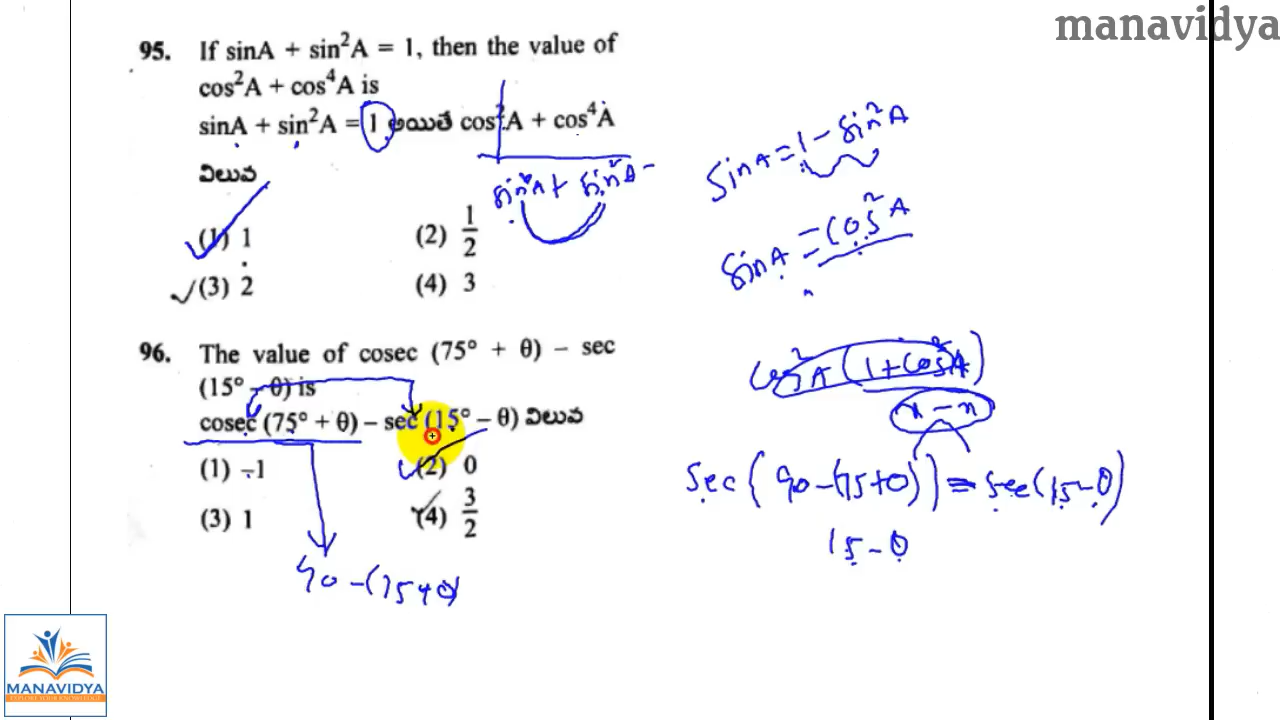 manavidya
95. If sinA + sin²A = 1, then the value of
cos²A + cos⁴A is
sinA + sin²A = 1 అయితే cos²A + cos⁴A
విలువ
(1) 1 (2) 1/2
(3) 2 (4) 3
sinA = 1 – sin²A
sinA = cos²A
96. The value of cosec (75° + θ) – sec
(15° – θ) is
cosec (75° + θ) – sec (15° – θ) విలువ
(1) –1 (2) 0
(3) 1 (4) 3/2
90 – (75+θ)
cos²A (1 + cos²A)
x – x
sec (90 – (75+θ)) = sec (15 – θ)
15 – θ
MANAVIDYA